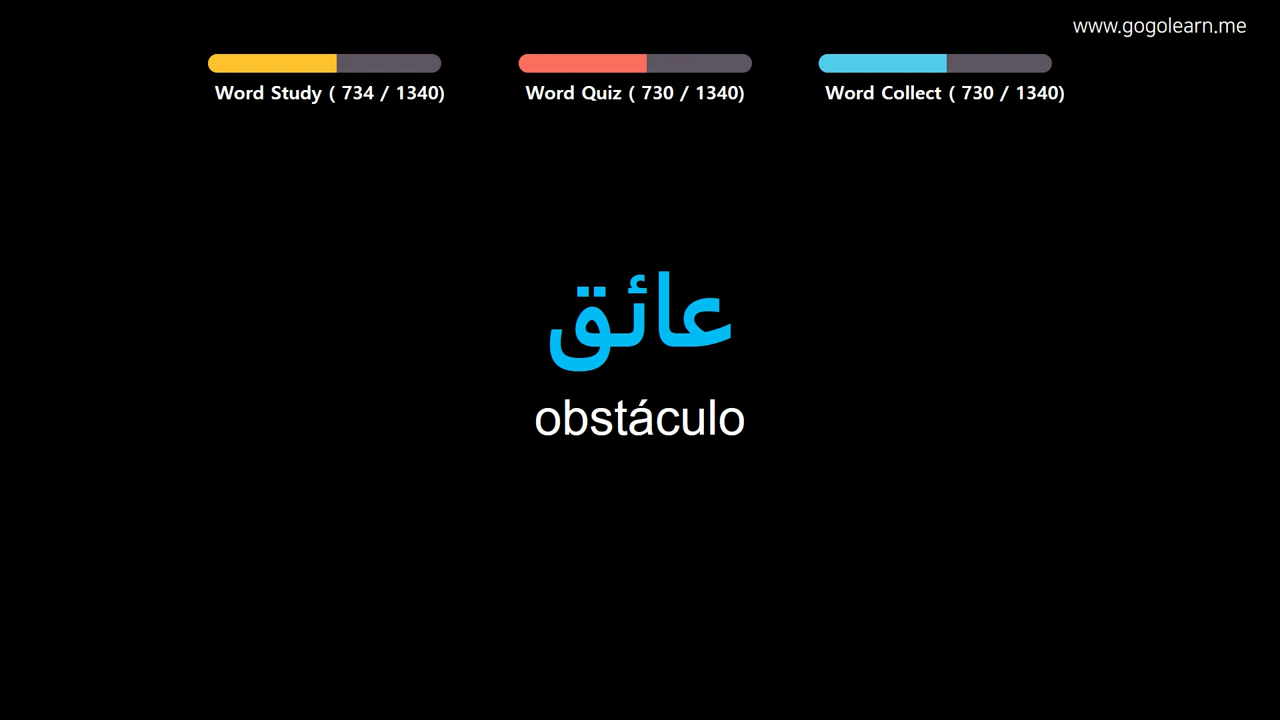 www.gogolearn.me
Word Study ( 734 / 1340)
Word Quiz ( 730 / 1340)
Word Collect ( 730 / 1340)
عائق
obstáculo